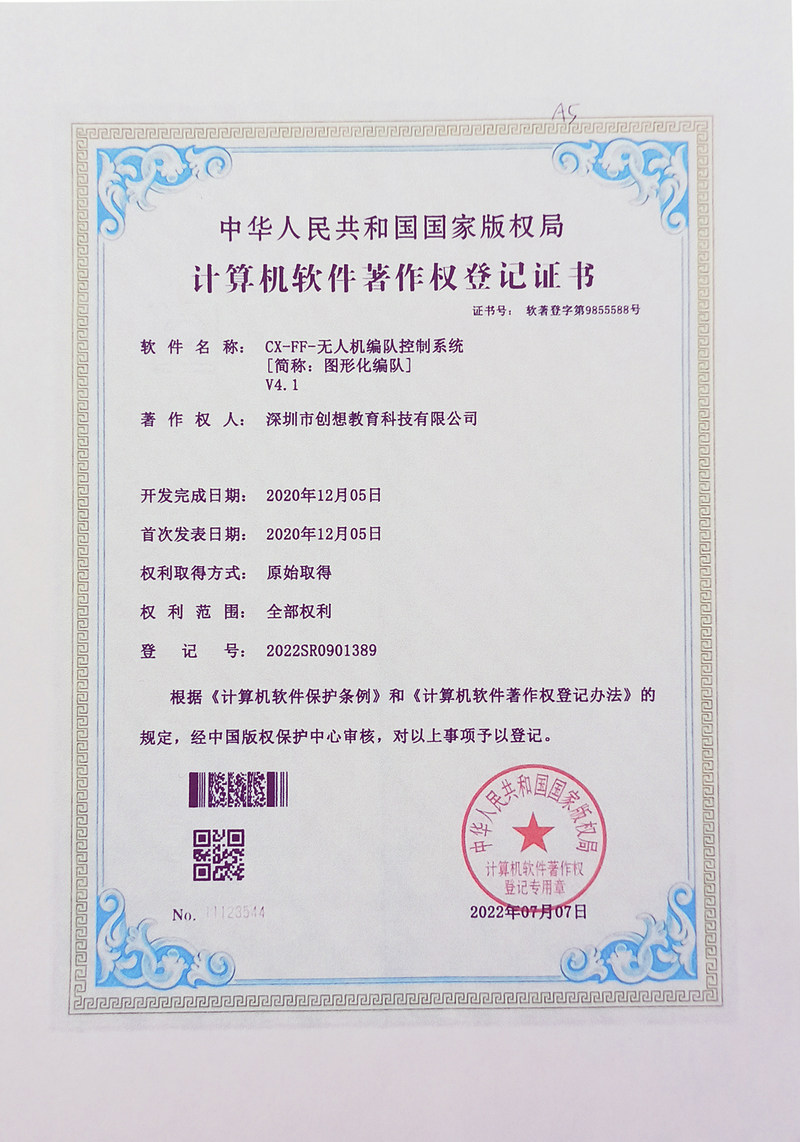 A5
中华人民共和国国家版权局
计算机软件著作权登记证书
证书号： 软著登字第9855588号
软件名称： CX-FF-无人机编队控制系统
[简称：图形化编队]
V4.1
著作权人： 深圳市创想教育科技有限公司
开发完成日期： 2020年12月05日
首次发表日期： 2020年12月05日
权利取得方式： 原始取得
权利范围： 全部权利
登记号： 2022SR0901389
根据《计算机软件保护条例》和《计算机软件著作权登记办法》的
规定，经中国版权保护中心审核，对以上事项予以登记。
中华人民共和国国家版权局
计算机软件著作权
登记专用章
No. 11123544
2022年07月07日